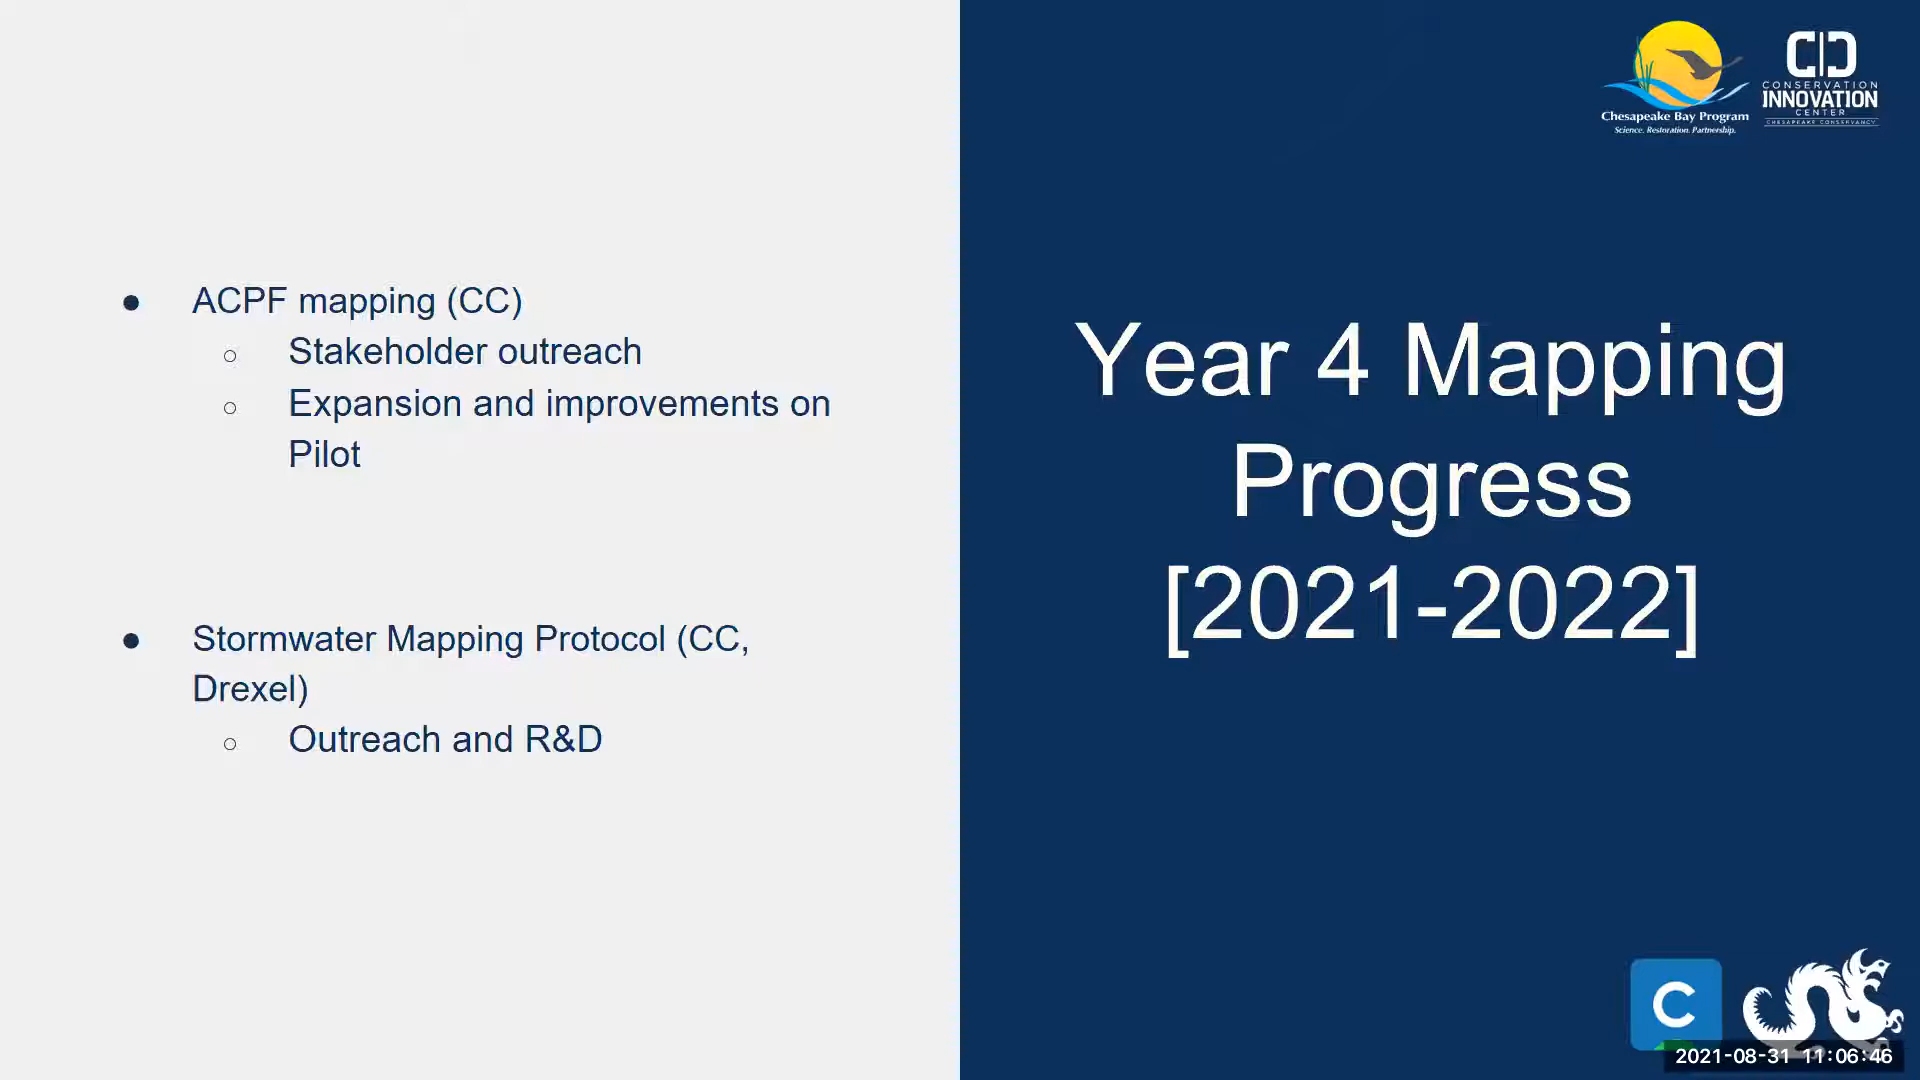 ● ACPF mapping (CC)
○ Stakeholder outreach
○ Expansion and improvements on
Pilot
● Stormwater Mapping Protocol (CC,
Drexel)
○ Outreach and R&D
Chesapeake Bay Program
Science. Restoration. Partnership.
CONSERVATION
INNOVATION
CENTER
CHESAPEAKE CONSERVANCY
Year 4 Mapping
Progress
[2021-2022]
C
2021-08-31 11:06:46